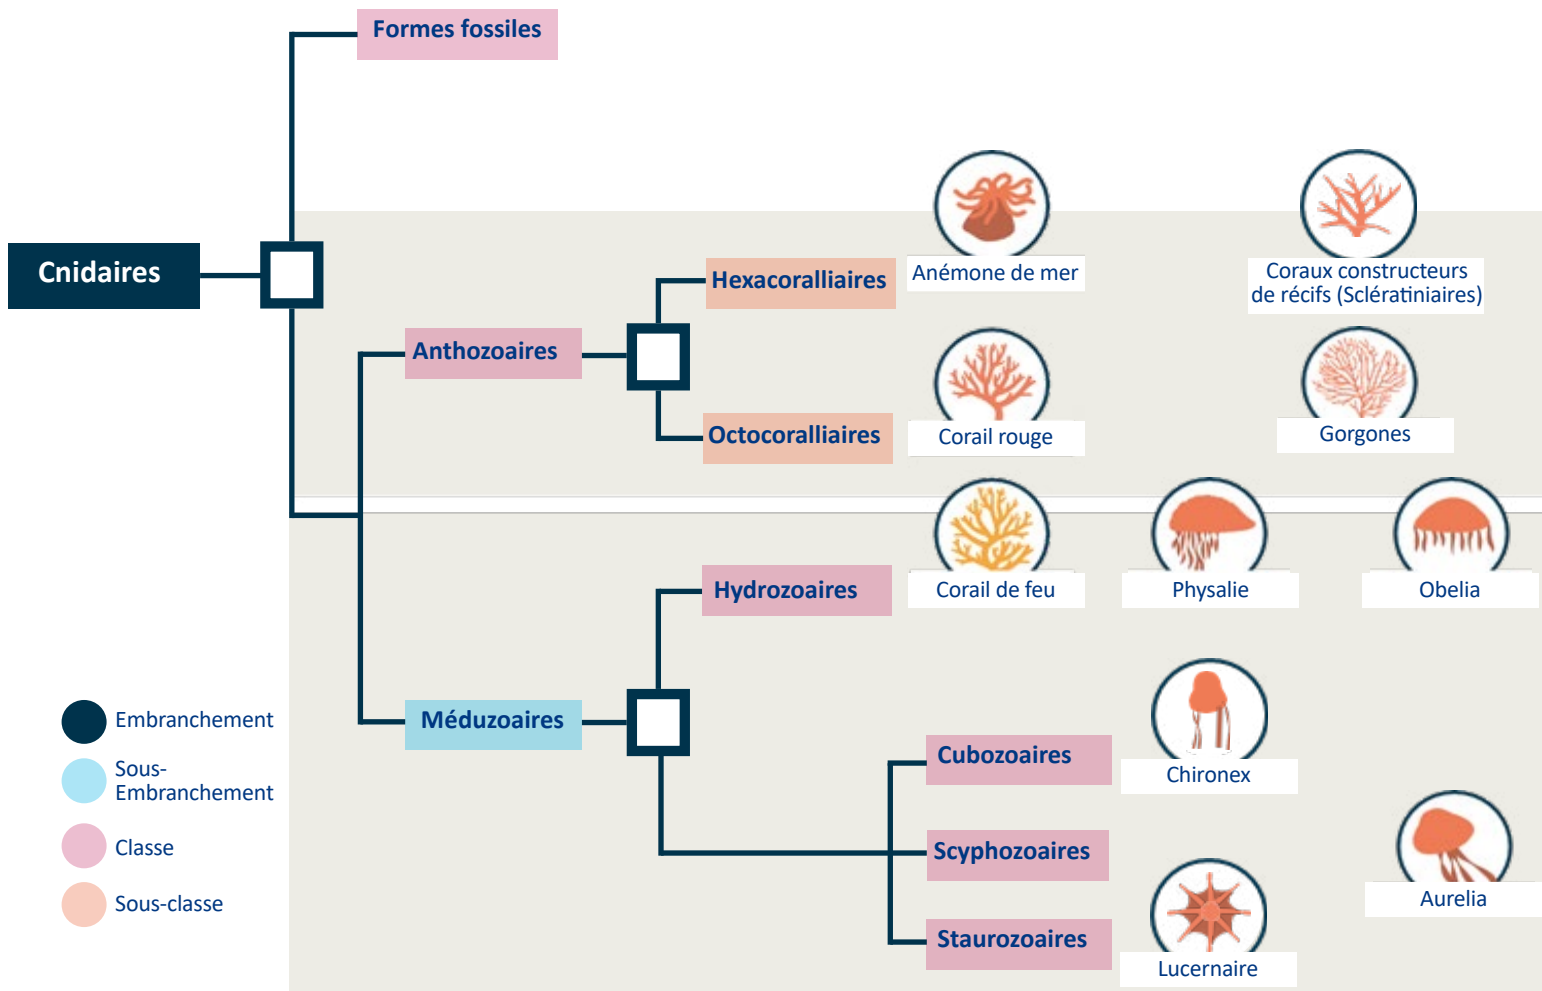 Formes fossiles
Cnidaires
Anémone de mer
Coraux constructeurs
de récifs (Sclératiniaires)
Hexacoralliaires
Anthozoaires
Octocoralliaires
Corail rouge
Gorgones
Hydrozoaires
Corail de feu
Physalie
Obelia
Méduzoaires
Cubozoaires
Chironex
Scyphozoaires
Aurelia
Staurozoaires
Lucernaire
Embranchement
Sous-
Embranchement
Classe
Sous-classe